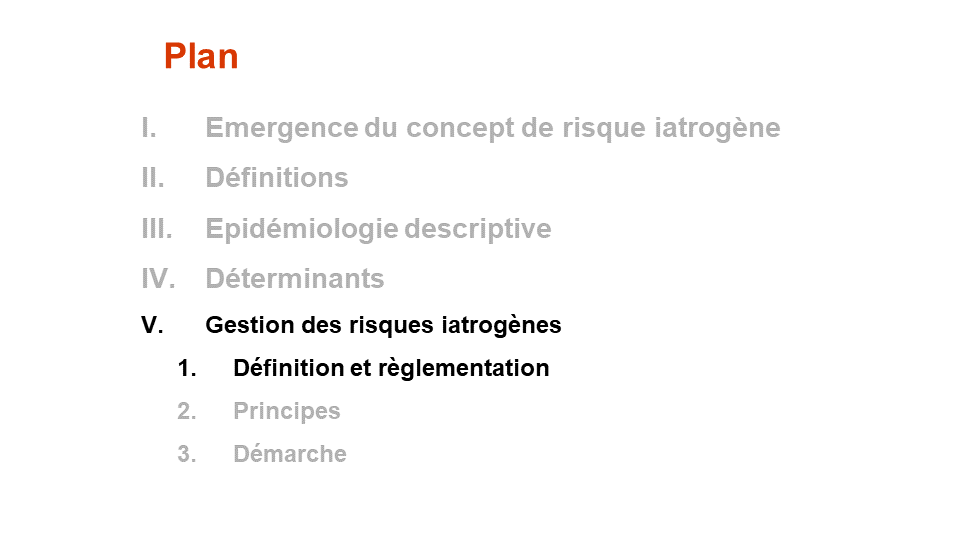 Plan
I. Emergence du concept de risque iatrogène
II. Définitions
III. Epidémiologie descriptive
IV. Déterminants
V. Gestion des risques iatrogènes
1. Définition et règlementation
2. Principes
3. Démarche